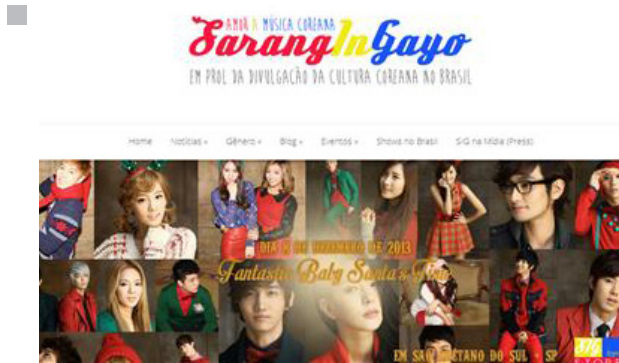 AMOR A MÚSICA COREANA
SarangInGayo
EM PROL DA DIVULGAÇÃO DA CULTURA COREANA NO BRASIL
Home Notícias » Gênero » Blog » Eventos » Shows no Brasil SIG na Mídia (Press)
DIA DE DEZEMBRO DE 2013
Fantastic Baby Santa's Time
EM SÃO CAETANO DO SUL SP
SIG